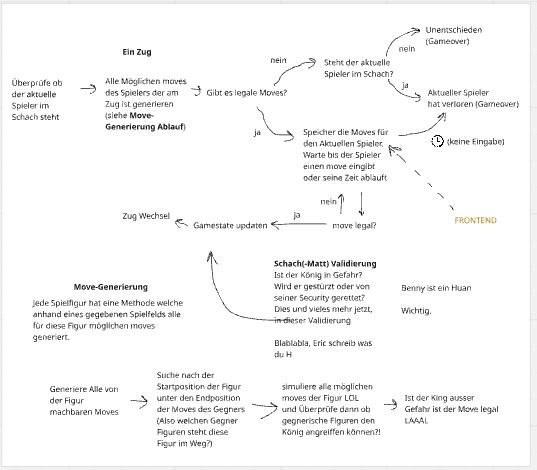 Ein Zug
Überprüfe ob
der aktuelle
Spieler im
Schach steht
Alle Möglichen moves
des Spielers der am
Zug ist generieren
(siehe Move-
Generierung Ablauf)
Gibt es legale Moves?
nein
Steht der aktuelle
Spieler im Schach?
nein
Unentschieden
(Gameover)
ja
Aktueller Spieler
hat verloren (Gameover)
ja
Speicher die Moves für
den Aktuellen Spieler.
Warte bis der Spieler
einen move eingibt
oder seine Zeit abläuft
(keine Eingabe)
FRONTEND
nein
move legal?
ja
Gamestate updaten
Zug Wechsel
Schach(-Matt) Validierung
Ist der König in Gefahr?
Wird er gestürzt oder von
seiner Security gerettet?
Dies und vieles mehr jetzt,
in dieser Validierung
Blablabla, Eric schreib was
du H
Benny ist ein Huan
Wichtig.
Move-Generierung
Jede Spielfigur hat eine Methode welche
anhand eines gegebenen Spielfelds alle
für diese Figur möglichen moves
generiert.
Generiere Alle von
der Figur
machbaren Moves
Suche nach der
Startposition der Figur
unter den Endposition
der Moves des Gegners
(Also welchen Gegner
Figuren steht diese
Figur im Weg?)
simuliere alle möglichen
moves der Figur LOL
und Überprüfe dann ob
gegnerische Figuren den
König angreiffen können?!
Ist der King ausser
Gefahr ist der Move legal
LAAAL